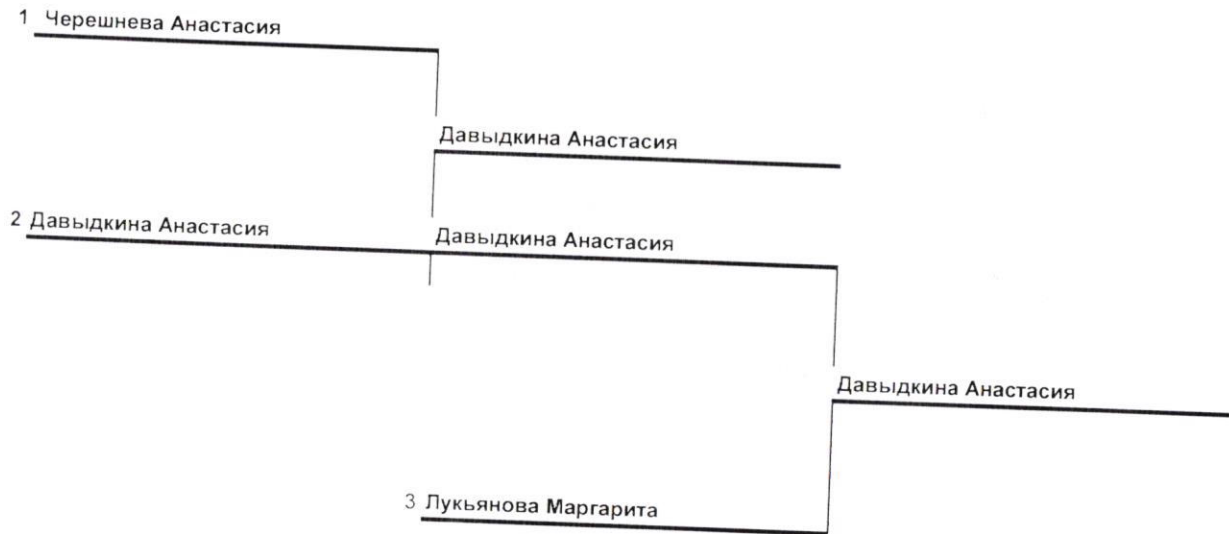 1 Черешнева Анастасия
Давыдкина Анастасия
2 Давыдкина Анастасия
Давыдкина Анастасия
Давыдкина Анастасия
3 Лукьянова Маргарита